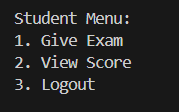 Student Menu:
1. Give Exam
2. View Score
3. Logout